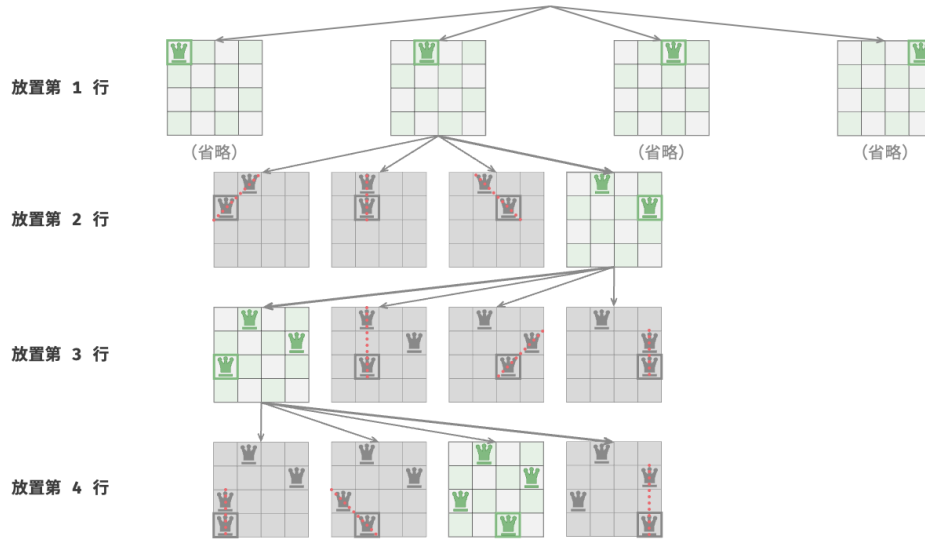 放置第 1 行
(省略)
(省略)
(省略)
放置第 2 行
放置第 3 行
放置第 4 行